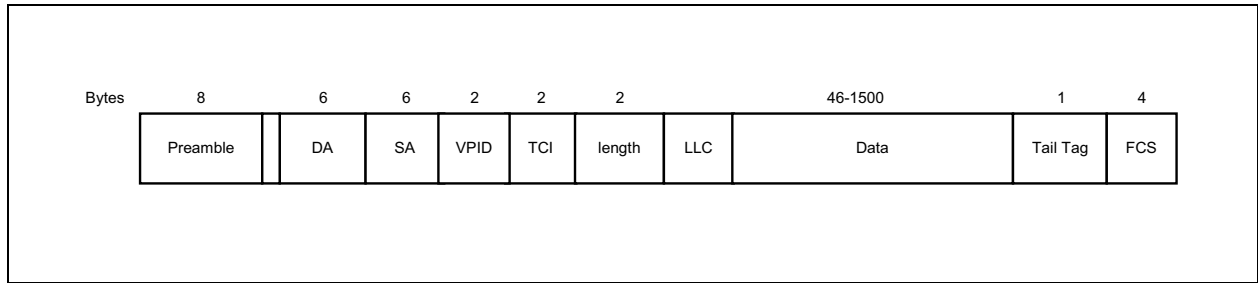 Bytes 8 6 6 2 2 2 46-1500 1 4
Preamble DA SA VPID TCI length LLC Data Tail Tag FCS